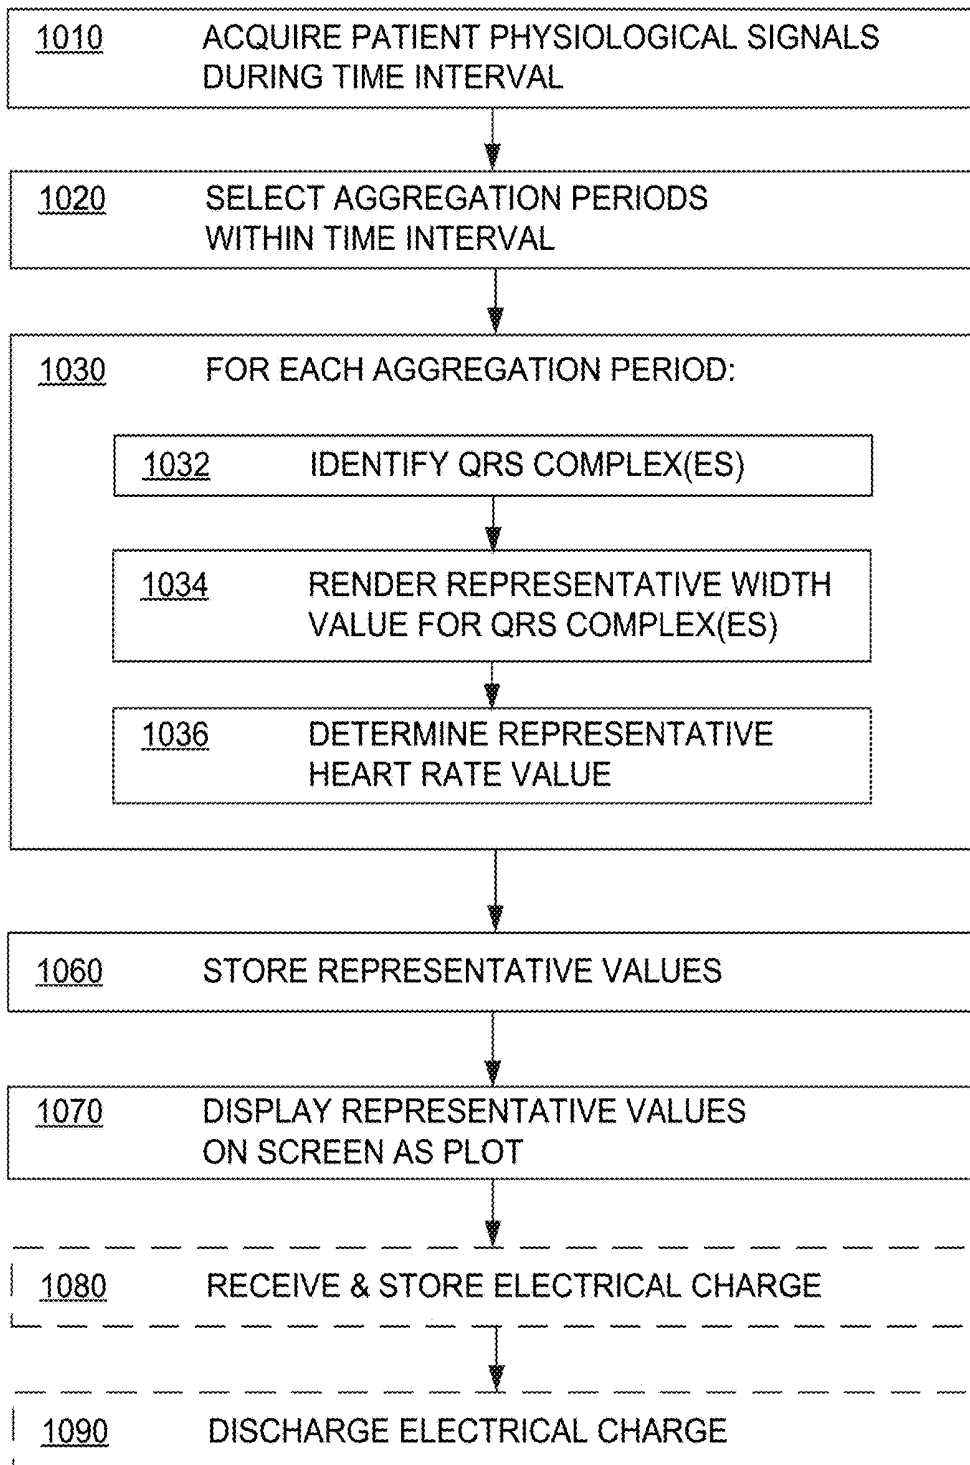 1010 ACQUIRE PATIENT PHYSIOLOGICAL SIGNALS
DURING TIME INTERVAL
1020 SELECT AGGREGATION PERIODS
WITHIN TIME INTERVAL
1030 FOR EACH AGGREGATION PERIOD:
1032 IDENTIFY QRS COMPLEX(ES)
1034 RENDER REPRESENTATIVE WIDTH
VALUE FOR QRS COMPLEX(ES)
1036 DETERMINE REPRESENTATIVE
HEART RATE VALUE
1060 STORE REPRESENTATIVE VALUES
1070 DISPLAY REPRESENTATIVE VALUES
ON SCREEN AS PLOT
1080 RECEIVE & STORE ELECTRICAL CHARGE
1090 DISCHARGE ELECTRICAL CHARGE